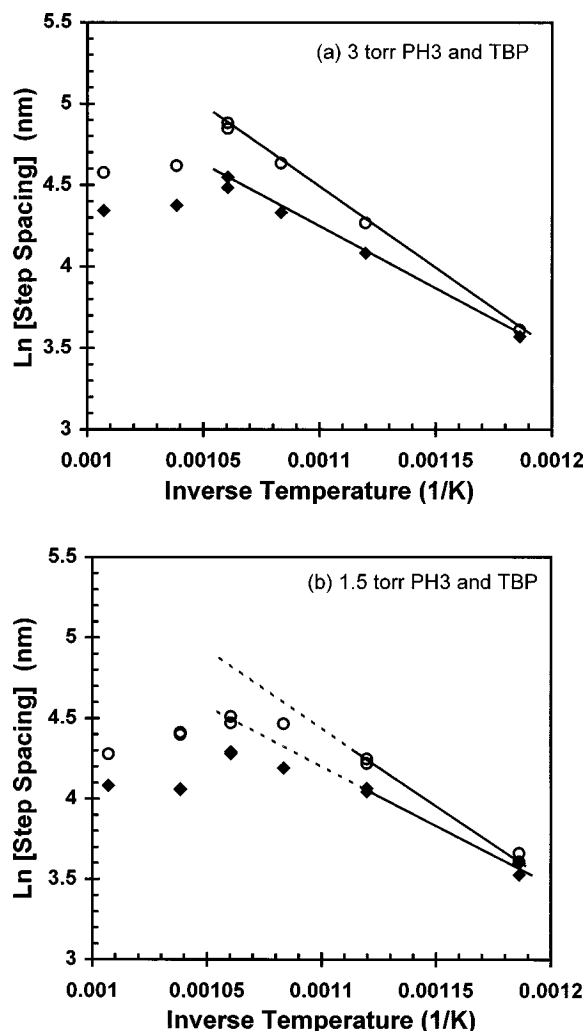 5.5
(a) 3 torr PH3 and TBP
5
4.5
4
3.5
3
Ln [Step Spacing] (nm)
0.001 0.00105 0.0011 0.00115 0.0012
Inverse Temperature (1/K)
5.5
(b) 1.5 torr PH3 and TBP
5
4.5
4
3.5
3
Ln [Step Spacing] (nm)
0.001 0.00105 0.0011 0.00115 0.0012
Inverse Temperature (1/K)